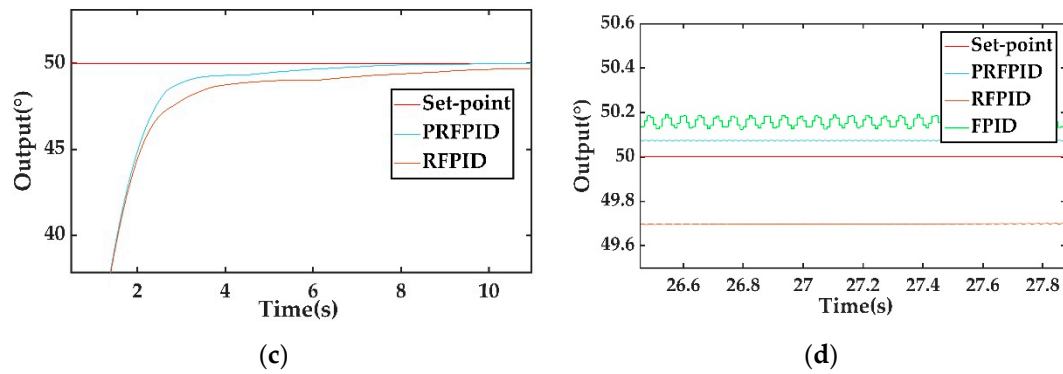 50
45
40
2
4
6
8
10
Output(°)
Time(s)
Set-point
PRFPID
RFPID
(c)
50.6
50.4
50.2
50
49.8
49.6
26.6
26.8
27
27.2
27.4
27.6
27.8
Output(°)
Time(s)
Set-point
PRFPID
RFPID
FPID
(d)